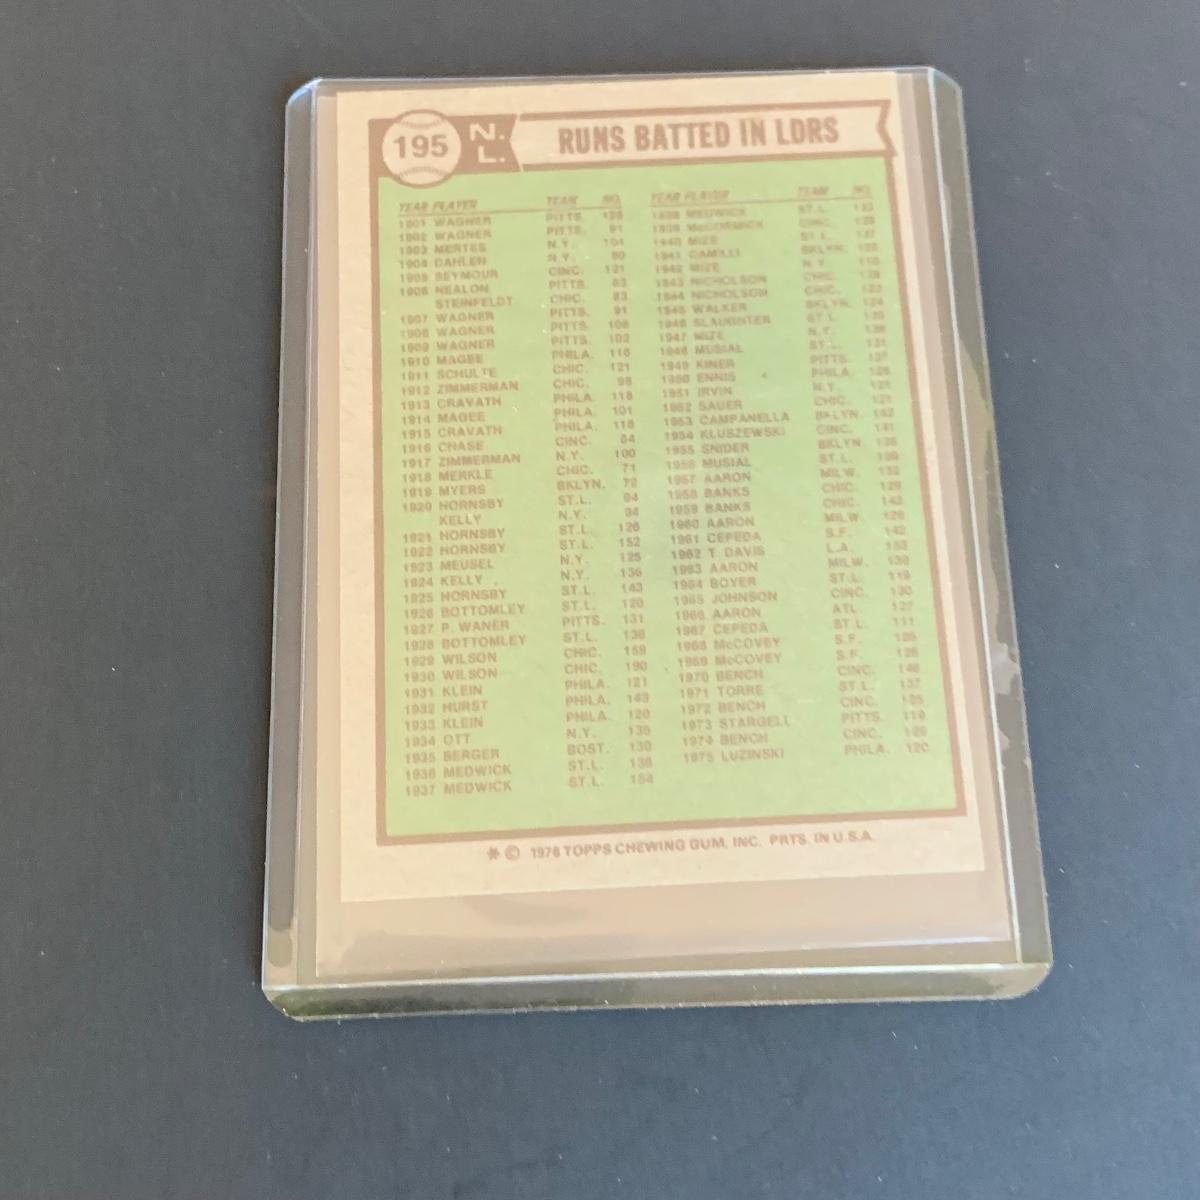 195 N.L. RUNS BATTED IN LDRS
YEAR PLAYER TEAM NO.
1901 WAGNER PITTS. 126
1902 WAGNER PITTS. 91
1903 MERTES N.Y. 104
1904 DAHLEN N.Y. 80
1905 SEYMOUR CINC. 121
1906 NEALON PITTS. 83
STEINFELDT CHIC. 83
1907 WAGNER PITTS. 91
1908 WAGNER PITTS. 106
1909 WAGNER PITTS. 102
1910 MAGEE PHILA. 116
1911 SCHULTE CHIC. 121
1912 ZIMMERMAN CHIC. 98
1913 CRAVATH PHILA. 118
1914 MAGEE PHILA. 101
1915 CRAVATH PHILA. 118
1916 CHASE CINC. 84
1917 ZIMMERMAN N.Y. 100
1918 MERKLE CHIC. 71
1919 MYERS BKLYN. 72
1920 HORNSBY ST.L. 94
KELLY N.Y. 94
1921 HORNSBY ST.L. 126
1922 HORNSBY ST.L. 152
1923 MEUSEL N.Y. 125
1924 KELLY N.Y. 136
1925 HORNSBY ST.L. 143
1926 BOTTOMLEY ST.L. 120
1927 P. WANER PITTS. 131
1928 BOTTOMLEY ST.L. 136
1929 WILSON CHIC. 159
1930 WILSON CHIC. 190
1931 KLEIN PHILA. 121
1932 HURST PHILA. 143
1933 KLEIN PHILA. 120
1934 OTT N.Y. 135
1935 BERGER BOST. 130
1936 MEDWICK ST.L. 138
1937 MEDWICK ST.L. 154
YEAR PLAYER TEAM NO.
1938 MEDWICK ST.L. 122
1939 McCORMICK CINC. 128
1940 MIZE ST.L. 137
1941 CAMILLI BKLYN. 120
1942 MIZE N.Y. 110
1943 NICHOLSON CHIC. 128
1944 NICHOLSON CHIC. 122
1945 WALKER BKLYN. 124
1946 SLAUGHTER ST.L. 130
1947 MIZE N.Y. 138
1948 MUSIAL ST.L. 131
1949 KINER PITTS. 127
1950 ENNIS PHILA. 126
1951 IRVIN N.Y. 121
1952 SAUER CHIC. 121
1953 CAMPANELLA BKLYN. 142
1954 KLUSZEWSKI CINC. 141
1955 SNIDER BKLYN. 136
1956 MUSIAL ST.L. 109
1957 AARON MILW. 132
1958 BANKS CHIC. 129
1959 BANKS CHIC. 143
1960 AARON MILW. 126
1961 CEPEDA S.F. 142
1962 T. DAVIS L.A. 153
1963 AARON MILW. 130
1964 BOYER ST.L. 119
1965 JOHNSON CINC. 130
1966 AARON ATL. 127
1967 CEPEDA ST.L. 111
1968 McCOVEY S.F. 105
1969 McCOVEY S.F. 126
1970 BENCH CINC. 148
1971 TORRE ST.L. 137
1972 BENCH CINC. 125
1973 STARGELL PITTS. 119
1974 BENCH CINC. 129
1975 LUZINSKI PHILA. 120
* © 1976 TOPPS CHEWING GUM, INC. PRTS. IN U.S.A.